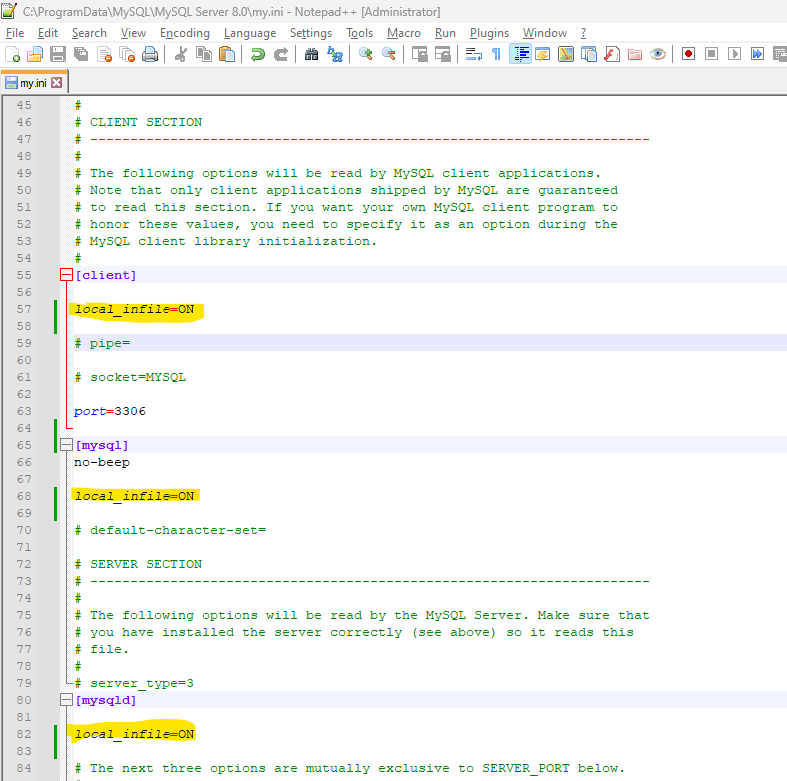 C:\ProgramData\MySQL\MySQL Server 8.0\my.ini - Notepad++ [Administrator]
File Edit Search View Encoding Language Settings Tools Macro Run Plugins Window ?
my.ini
45 #
46 # CLIENT SECTION
47 # ----------------------------------------------------------------------
48 #
49 # The following options will be read by MySQL client applications.
50 # Note that only client applications shipped by MySQL are guaranteed
51 # to read this section. If you want your own MySQL client program to
52 # honor these values, you need to specify it as an option during the
53 # MySQL client library initialization.
54 #
55 [client]
56
57 local_infile=ON
58
59 # pipe=
60
61 # socket=MYSQL
62
63 port=3306
64
65 [mysql]
66 no-beep
67
68 local_infile=ON
69
70 # default-character-set=
71
72 # SERVER SECTION
73 # ----------------------------------------------------------------------
74 #
75 # The following options will be read by the MySQL Server. Make sure that
76 # you have installed the server correctly (see above) so it reads this
77 # file.
78 #
79 # server_type=3
80 [mysqld]
81
82 local_infile=ON
83
84 # The next three options are mutually exclusive to SERVER_PORT below.